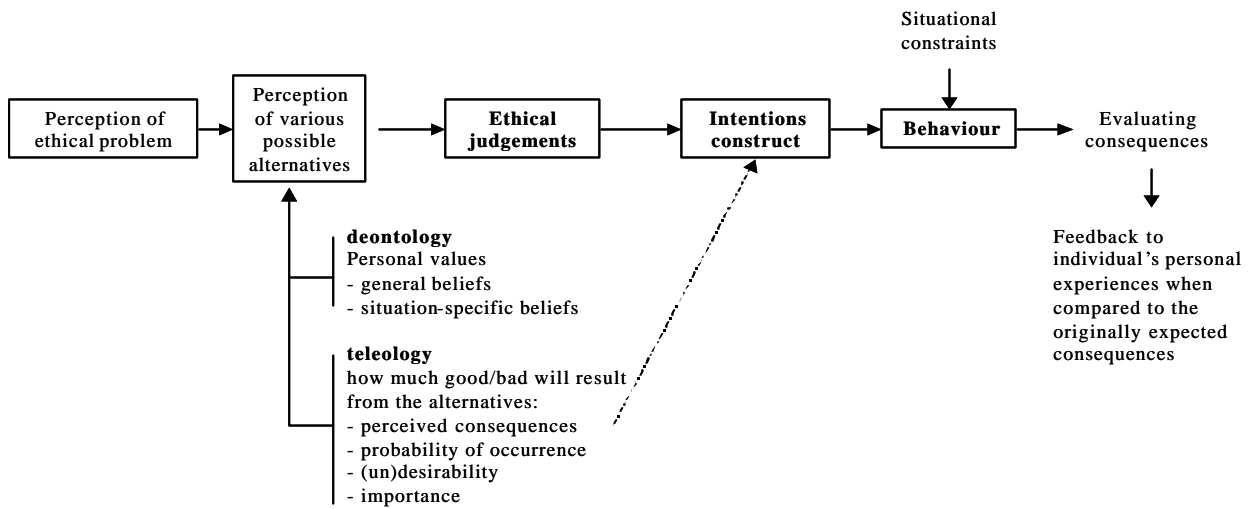 Situational
constraints
Perception of
ethical problem
Perception
of various
possible
alternatives
Ethical
judgements
Intentions
construct
Behaviour
Evaluating
consequences
deontology
Personal values
- general beliefs
- situation-specific beliefs
teleology
how much good/bad will result
from the alternatives:
- perceived consequences
- probability of occurrence
- (un)desirability
- importance
Feedback to
individual's personal
experiences when
compared to the
originally expected
consequences